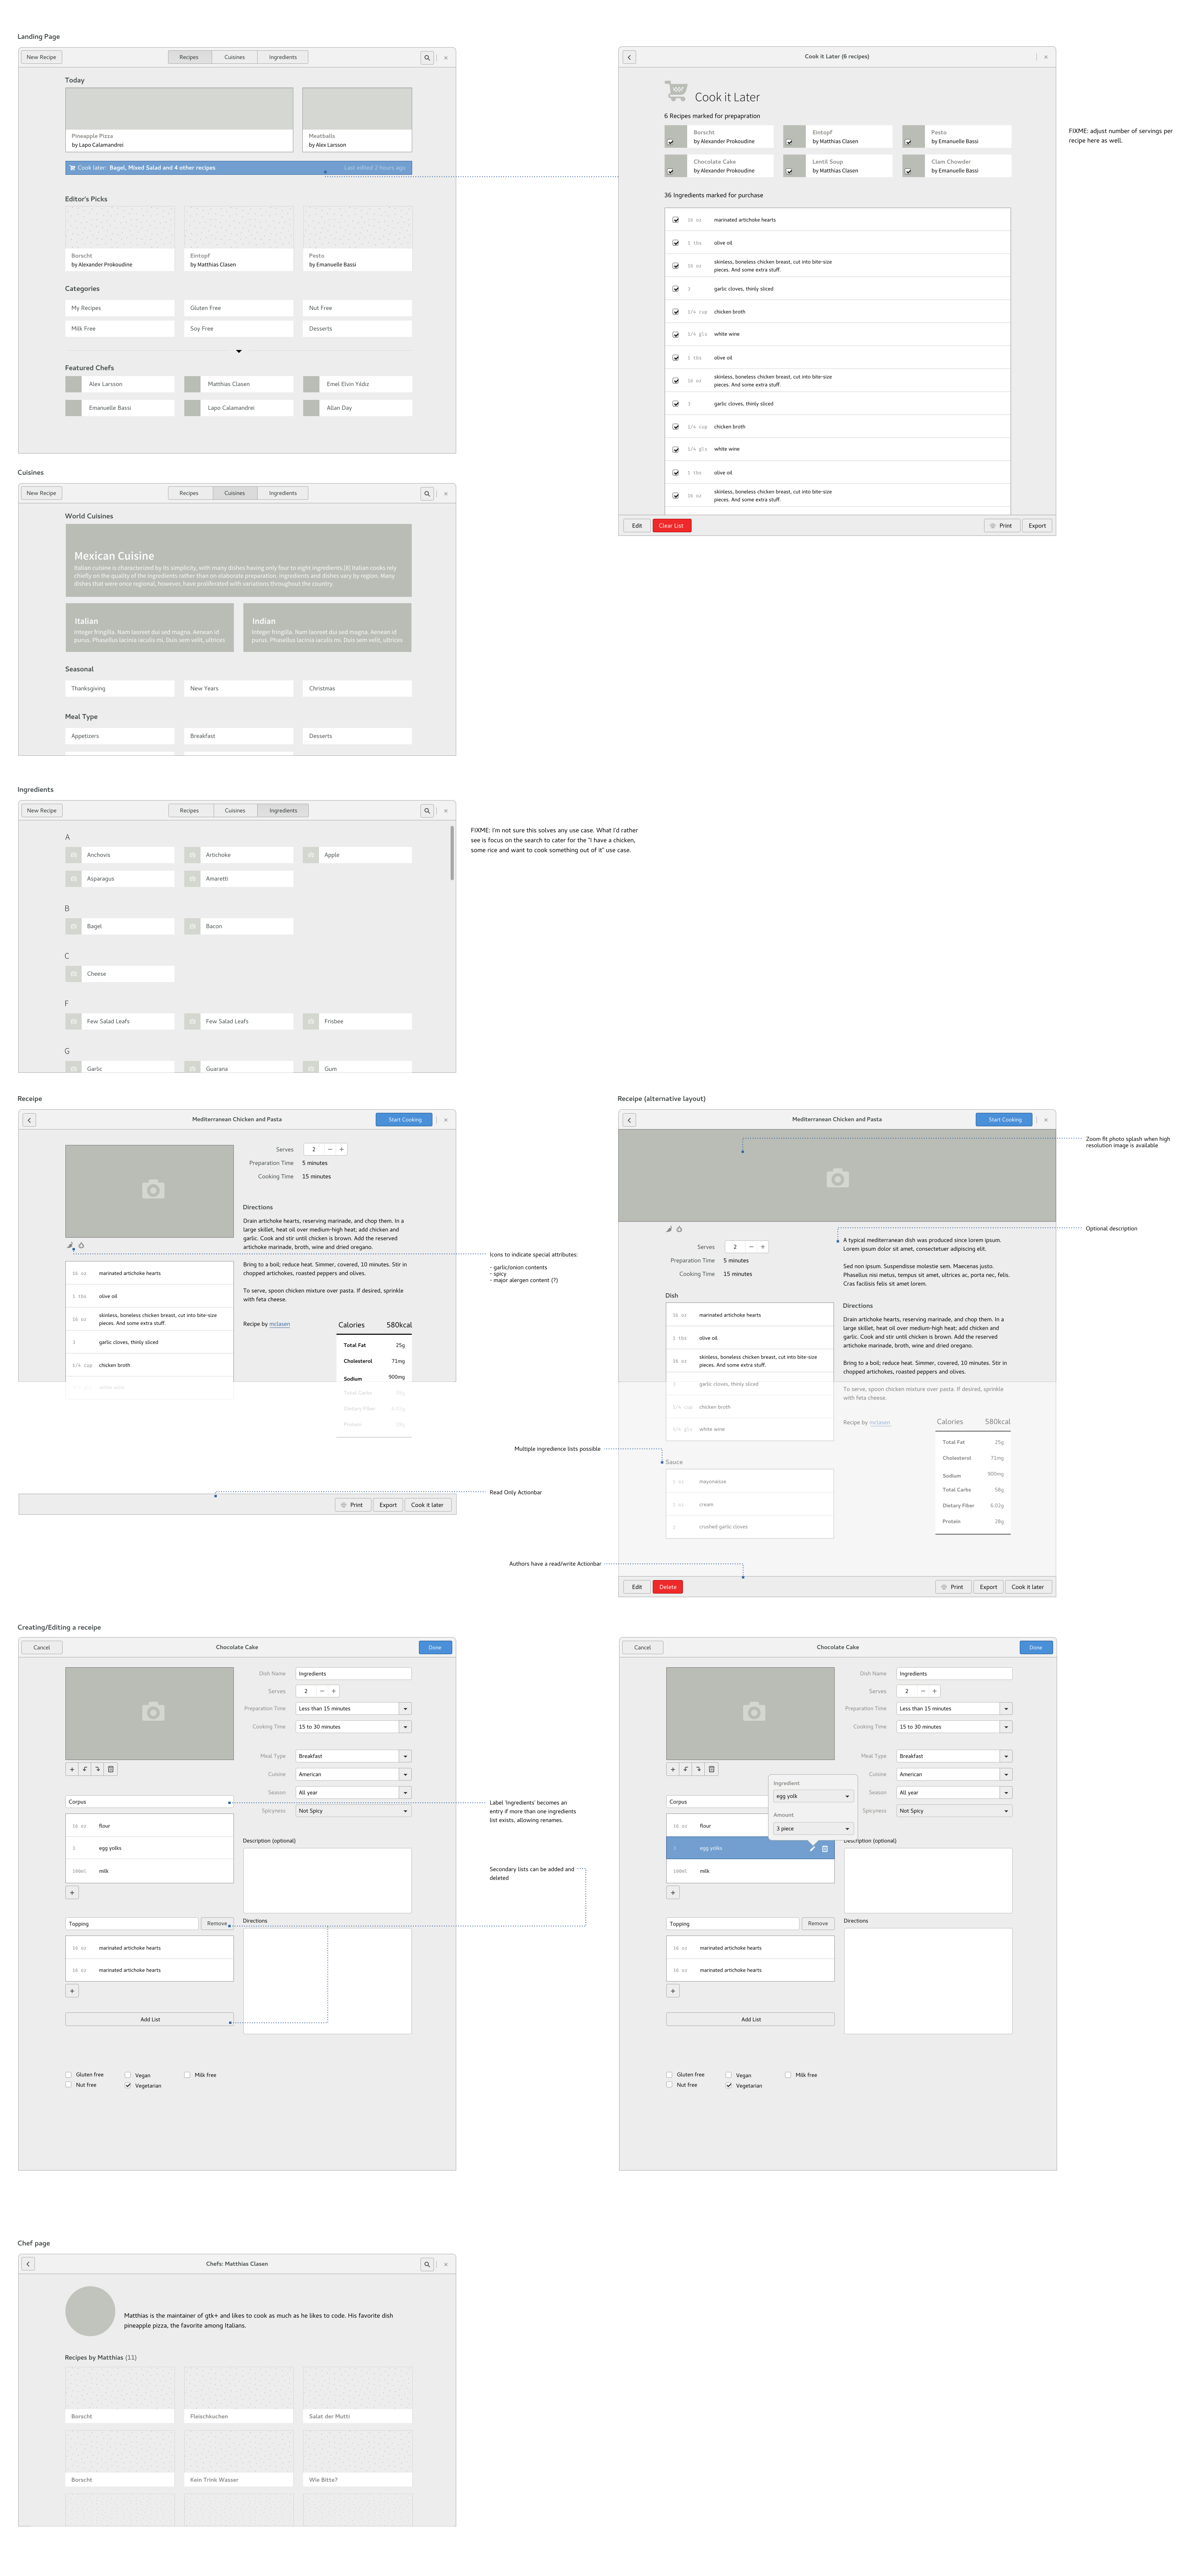 Landing Page
New Recipe
Recipes
Cuisines
Ingredients
Today
Pineapple Pizza
by Lapo Calamandrei
Meatballs
by Alex Larsson
Cook later: Bagel, Mixed Salad and 4 other recipes
Last edited 2 hours ago
Editor's Picks
Borscht
by Alexander Prokoudine
Eintopf
by Matthias Clasen
Pesto
by Emanuelle Bassi
Categories
My Recipes
Gluten Free
Nut Free
Milk Free
Soy Free
Desserts
Featured Chefs
Alex Larsson
Matthias Clasen
Emel Elvin Yıldız
Emanuelle Bassi
Lapo Calamandrei
Allan Day
Cook it Later (6 recipes)
Cook it Later
6 Recipes marked for prepapration
Borscht
by Alexander Prokoudine
Eintopf
by Matthias Clasen
Pesto
by Emanuelle Bassi
Chocolate Cake
by Alexander Prokoudine
Lentil Soup
by Matthias Clasen
Clam Chowder
by Emanuelle Bassi
36 Ingredients marked for purchase
16 oz marinated artichoke hearts
1 tbs olive oil
16 oz skinless, boneless chicken breast, cut into bite-size
pieces. And some extra stuff.
3 garlic cloves, thinly sliced
1/4 cup chicken broth
1/4 gls white wine
1 tbs olive oil
16 oz skinless, boneless chicken breast, cut into bite-size
pieces. And some extra stuff.
3 garlic cloves, thinly sliced
1/4 cup chicken broth
1/4 gls white wine
1 tbs olive oil
16 oz skinless, boneless chicken breast, cut into bite-size
pieces. And some extra stuff.
Edit
Clear List
Print
Export
FIXME: adjust number of servings per
recipe here as well.
Cuisines
New Recipe
Recipes
Cuisines
Ingredients
World Cuisines
Mexican Cuisine
Italian cuisine is characterized by its simplicity, with many dishes having only four to eight ingredients.[8] Italian cooks rely
chiefly on the quality of the ingredients rather than on elaborate preparation. Ingredients and dishes vary by region. Many
dishes that were once regional, however, have proliferated with variations throughout the country.
Italian
Integer fringilla. Nam laoreet dui sed magna. Aenean id
purus. Phasellus lacinia iaculis mi. Duis sem velit, ultrices
Indian
Integer fringilla. Nam laoreet dui sed magna. Aenean id
purus. Phasellus lacinia iaculis mi. Duis sem velit, ultrices
Seasonal
Thanksgiving
New Years
Christmas
Meal Type
Appetizers
Breakfast
Desserts
Ingredients
New Recipe
Recipes
Cuisines
Ingredients
A
Anchovis
Artichoke
Apple
Asparagus
Amaretti
B
Bagel
Bacon
C
Cheese
F
Few Salad Leafs
Few Salad Leafs
Frisbee
G
Garlic
Guarana
Gum
FIXME: I'm not sure this solves any use case. What I'd rather
see is focus on the search to cater for the "I have a chicken,
some rice and want to cook something out of it" use case.
Receipe
Mediterranean Chicken and Pasta
Start Cooking
Serves 2
Preparation Time 5 minutes
Cooking Time 15 minutes
Directions
Drain artichoke hearts, reserving marinade, and chop them. In a
large skillet, heat oil over medium-high heat; add chicken and
garlic. Cook and stir until chicken is brown. Add the reserved
artichoke marinade, broth, wine and dried oregano.
Bring to a boil; reduce heat. Simmer, covered, 10 minutes. Stir in
chopped artichokes, roasted peppers and olives.
To serve, spoon chicken mixture over pasta. If desired, sprinkle
with feta cheese.
Recipe by mclasen
16 oz marinated artichoke hearts
1 tbs olive oil
16 oz skinless, boneless chicken breast, cut into bite-size
pieces. And some extra stuff.
3 garlic cloves, thinly sliced
1/4 cup chicken broth
white wine
Calories 580kcal
Total Fat 25g
Cholesterol 71mg
Sodium 900mg
Total Carbs 58g
Dietary Fiber 6.02g
Protein 28g
Icons to indicate special attributes:
- garlic/onion contents
- spicy
- major alergen content (?)
Read Only Actionbar
Print
Export
Cook it later
Receipe (alternative layout)
Mediterranean Chicken and Pasta
Start Cooking
Zoom fit photo splash when high
resolution image is available
Optional description
Serves 2
Preparation Time 5 minutes
Cooking Time 15 minutes
A typical mediterranean dish was produced since lorem ipsum.
Lorem ipsum dolor sit amet, consectetuer adipiscing elit.
Sed non ipsum. Suspendisse molestie sem. Maecenas justo.
Phasellus nisi metus, tempus sit amet, ultrices ac, porta nec, felis.
Cras facilisis felis sit amet lorem.
Directions
Drain artichoke hearts, reserving marinade, and chop them. In a
large skillet, heat oil over medium-high heat; add chicken and
garlic. Cook and stir until chicken is brown. Add the reserved
artichoke marinade, broth, wine and dried oregano.
Bring to a boil; reduce heat. Simmer, covered, 10 minutes. Stir in
chopped artichokes, roasted peppers and olives.
To serve, spoon chicken mixture over pasta. If desired, sprinkle
with feta cheese.
Recipe by mclasen
Dish
16 oz marinated artichoke hearts
1 tbs olive oil
16 oz skinless, boneless chicken breast, cut into bite-size
pieces. And some extra stuff.
3 garlic cloves, thinly sliced
1/4 cup chicken broth
1/4 gls white wine
Multiple ingredience lists possible
Sauce
mayonainse
cream
crushed garlic cloves
Calories 580kcal
Total Fat 25g
Cholesterol 71mg
Sodium 900mg
Total Carbs 58g
Dietary Fiber 6.02g
Protein 28g
Authors have a read/write Actionbar
Edit
Delete
Print
Export
Cook it later
Creating/Editing a receipe
Cancel
Chocolate Cake
Done
Dish Name Ingredients
Serves 2
Preparation Time Less than 15 minutes
Cooking Time 15 to 30 minutes
Meal Type Breakfast
Cuisine American
Season All year
Spicyness Not Spicy
Corpus
16 oz flour
3 egg yolks
100ml milk
Description (optional)
Topping
Remove
Directions
16 oz marinated artichoke hearts
16 oz marinated artichoke hearts
Add List
Gluten free
Vegan
Milk free
Nut free
Vegetarian
Label 'Ingredients' becomes an
entry if more than one ingredients
list exists, allowing renames.
Secondary lists can be added and
deleted
Cancel
Chocolate Cake
Done
Dish Name Ingredients
Serves 2
Preparation Time Less than 15 minutes
Cooking Time 15 to 30 minutes
Meal Type Breakfast
Cuisine American
Season All year
Spicyness Not Spicy
Ingredient
egg yolk
Amount
3 piece
Corpus
16 oz flour
3 egg yolks
100ml milk
Description (optional)
Topping
Remove
Directions
16 oz marinated artichoke hearts
16 oz marinated artichoke hearts
Add List
Gluten free
Vegan
Milk free
Nut free
Vegetarian
Chef page
Chefs: Matthias Clasen
Matthias is the maintainer of gtk+ and likes to cook as much as he likes to code. His favorite dish
pineapple pizza, the favorite among Italians.
Recipes by Matthias (11)
Borscht
Fleischkuchen
Salat der Mutti
Borscht
Kein Trink Wasser
Wie Bitte?